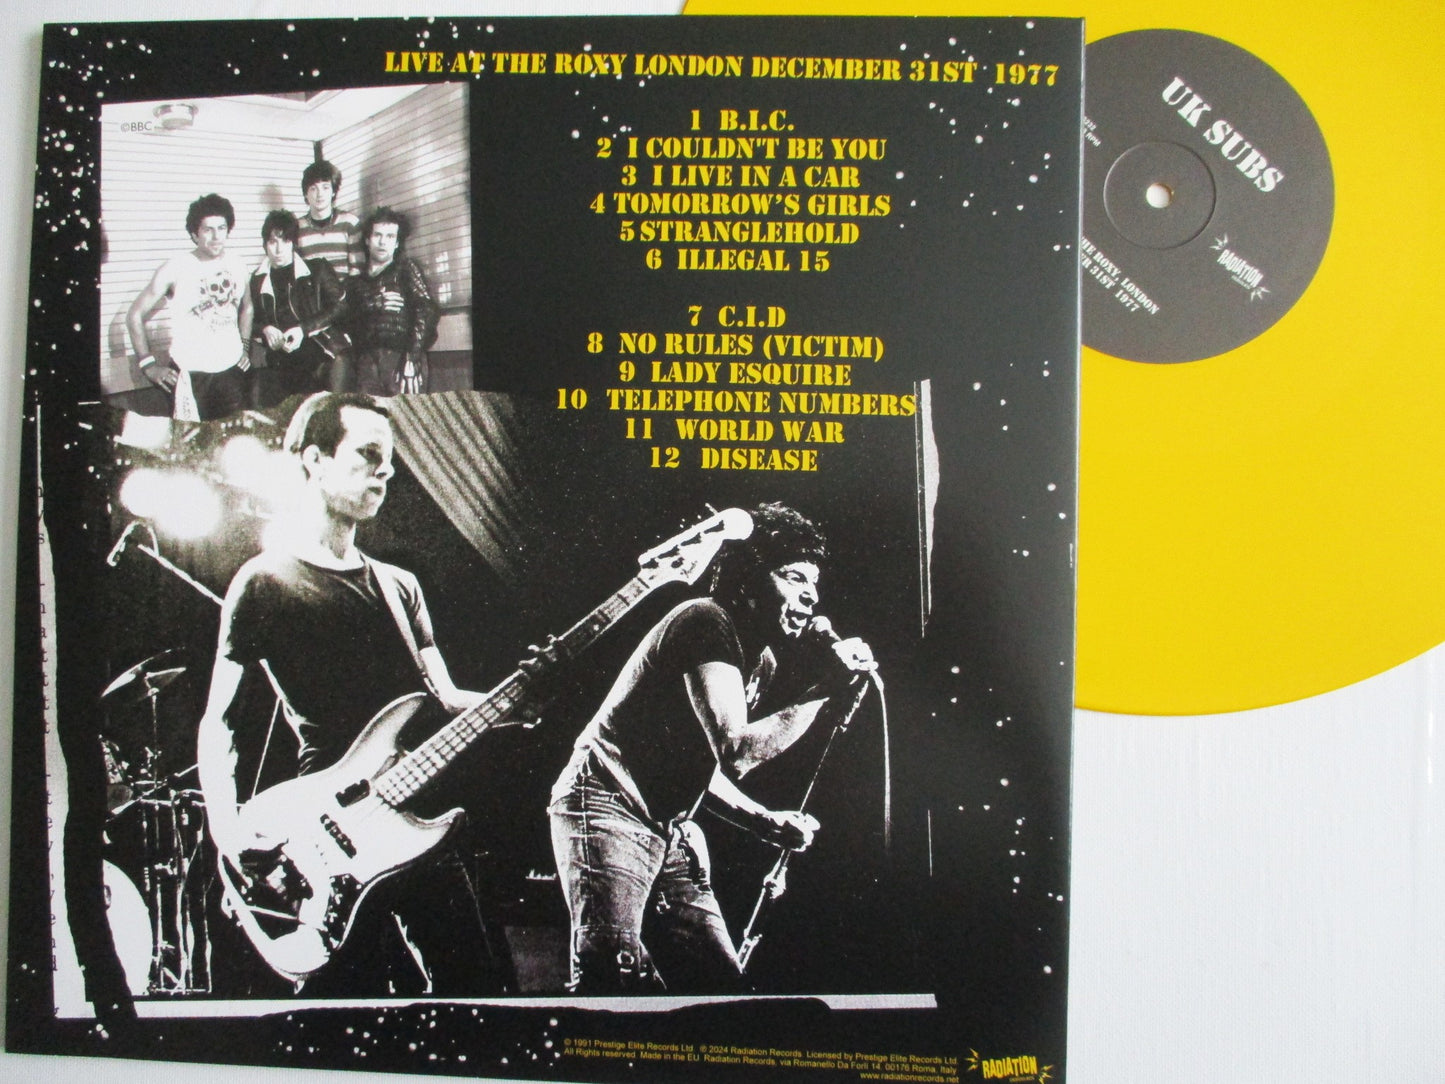 LIVE AT THE ROXY LONDON DECEMBER 31ST 1977
©BBC
1 B.I.C.
2 I COULDN'T BE YOU
3 I LIVE IN A CAR
4 TOMORROW'S GIRLS
5 STRANGLEHOLD
6 ILLEGAL 15
7 C.I.D
8 NO RULES (VICTIM)
9 LADY ESQUIRE
10 TELEPHONE NUMBERS
11 WORLD WAR
12 DISEASE
© 1991 Prestige Elite Records Ltd. ℗ 2024 Radiation Records. Licensed by Prestige Elite Records Ltd.
All Rights reserved. Made in the EU. Radiation Records, via Romanello Da Forlì 14, 00176 Roma, Italy
www.radiationrecords.net
RADIATION
UK SUBS
RPM
RADIATION
THE ROXY, LONDON
31ST 1977